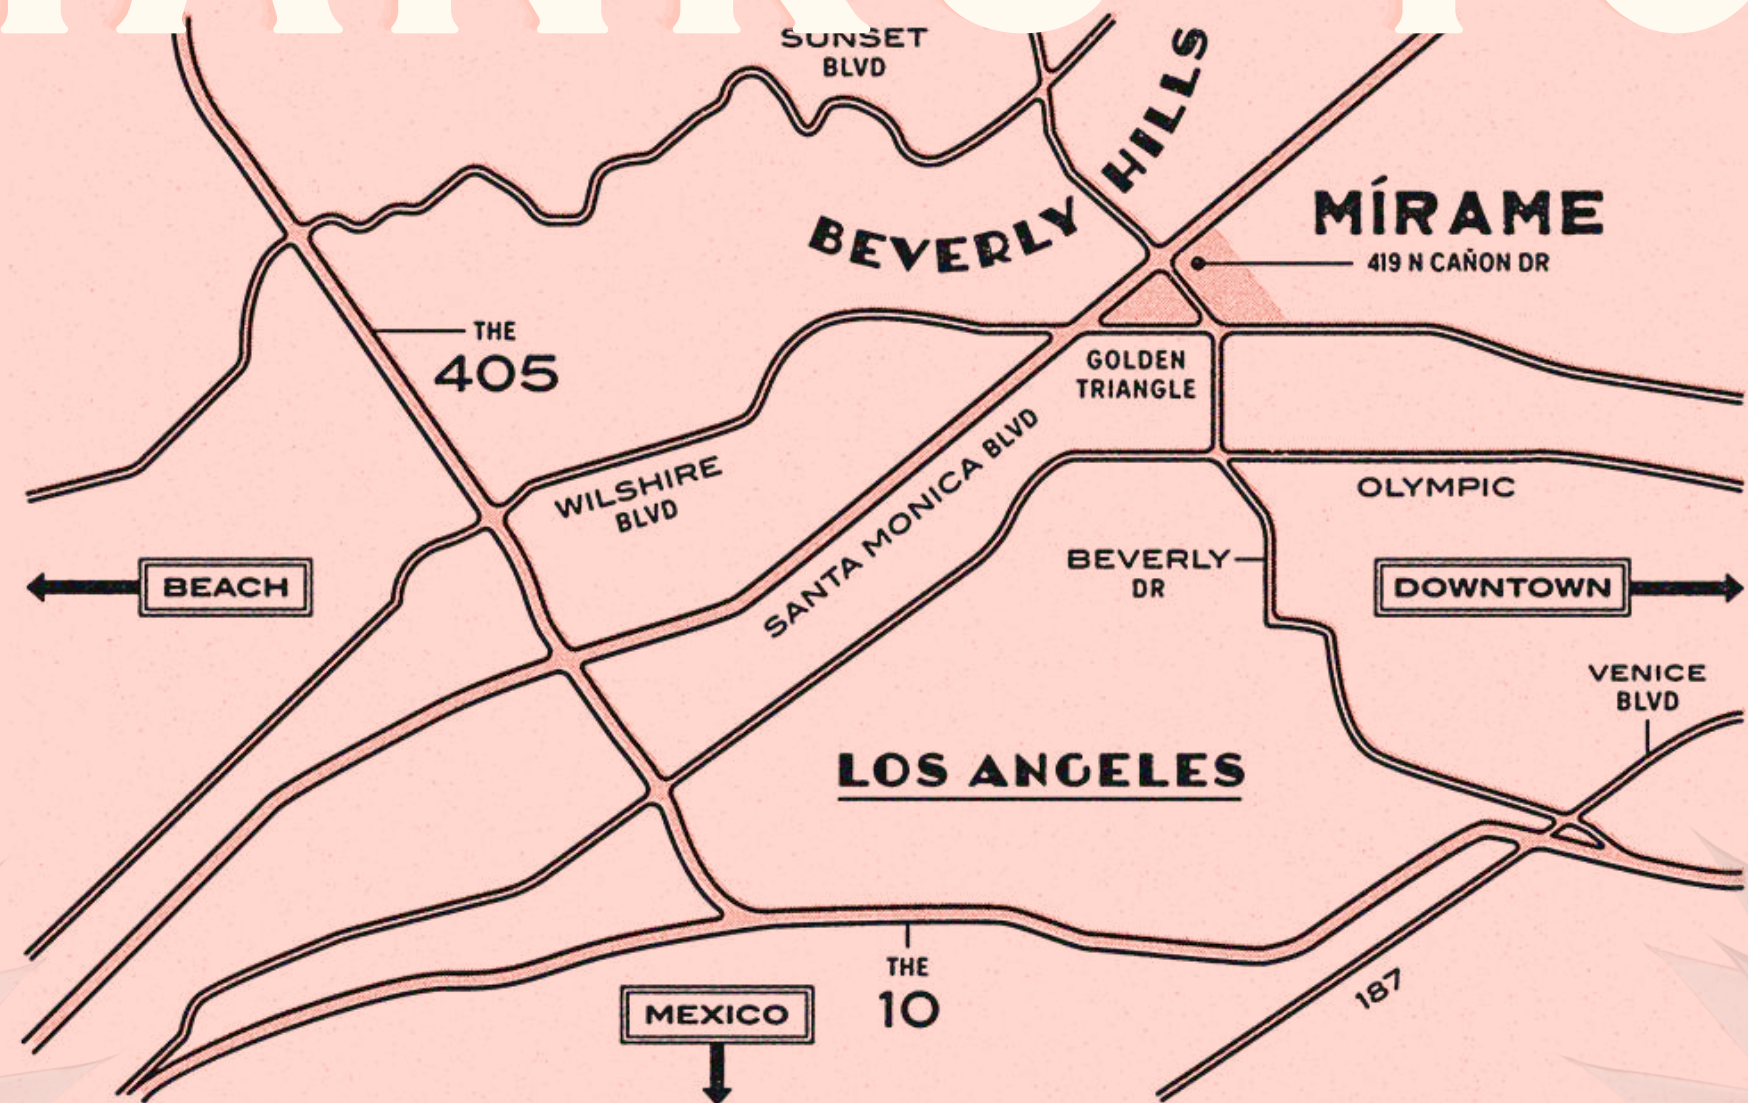 SUNSET
BLVD
BEVERLY HILLS
MÍRAME
419 N CAÑON DR
THE
405
GOLDEN
TRIANGLE
WILSHIRE
BLVD
SANTA MONICA BLVD
OLYMPIC
BEVERLY
DR
BEACH
DOWNTOWN
VENICE
BLVD
LOS ANGELES
THE
10
MEXICO
187